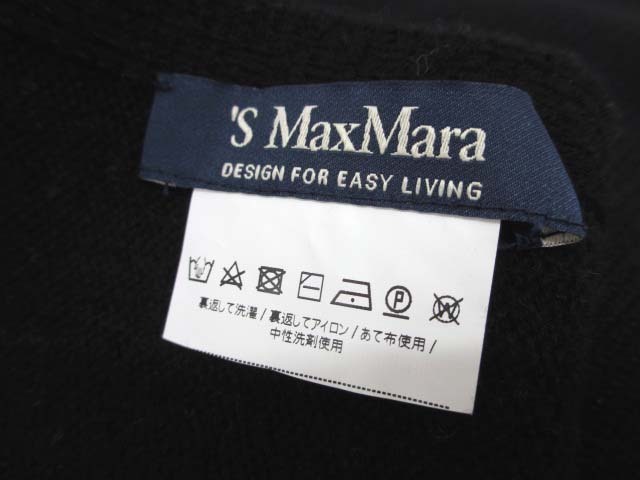 'S MaxMara
DESIGN FOR EASY LIVING
P
W
裏返して洗濯 / 裏返してアイロン / あて布使用 /
中性洗剤使用